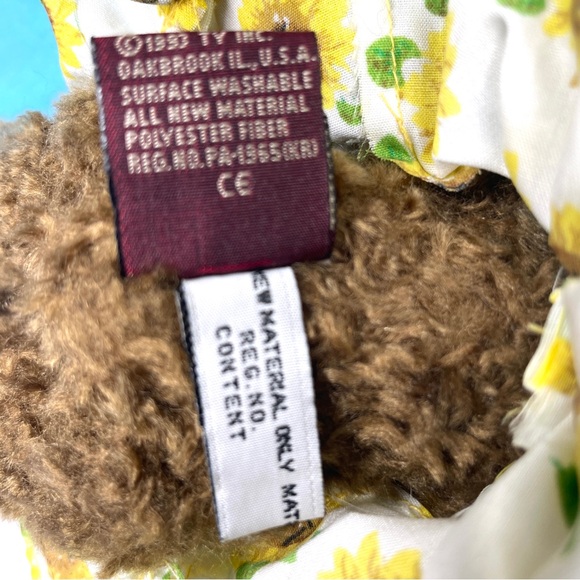 © 1993 TY INC
OAKBROOK IL, U.S.A.
SURFACE WASHABLE
ALL NEW MATERIAL
POLYESTER FIBER
REG.NO.PA-1965(KR)
CE
NEW MATERIAL ONLY MAT
REG.NO.
CONTENT